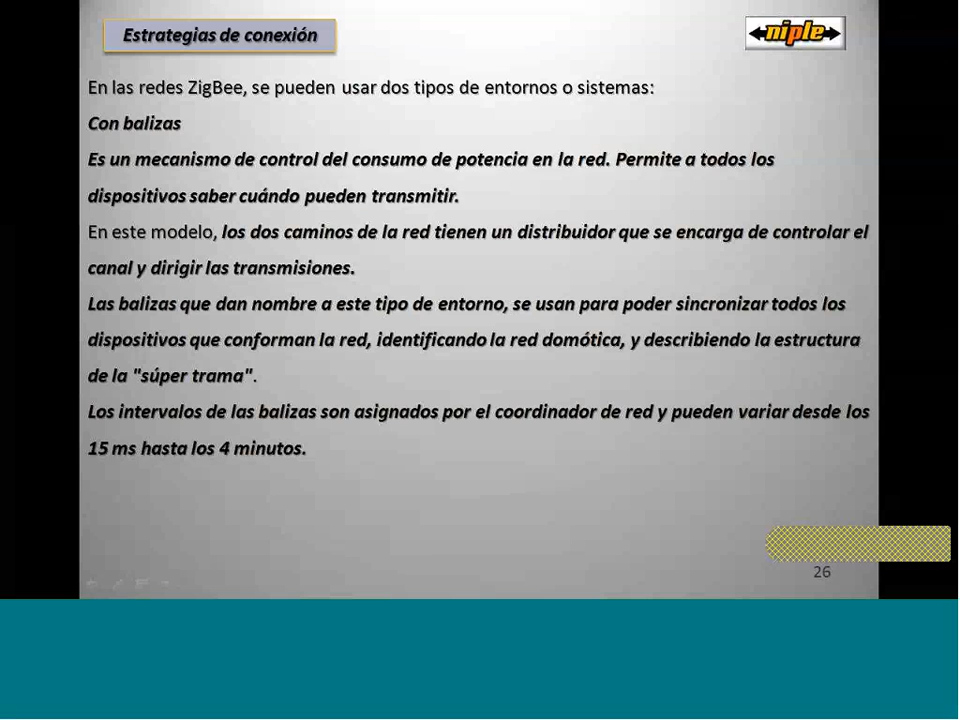 Estrategias de conexión
niple
En las redes ZigBee, se pueden usar dos tipos de entornos o sistemas:
Con balizas
Es un mecanismo de control del consumo de potencia en la red. Permite a todos los
dispositivos saber cuándo pueden transmitir.
En este modelo, los dos caminos de la red tienen un distribuidor que se encarga de controlar el
canal y dirigir las transmisiones.
Las balizas que dan nombre a este tipo de entorno, se usan para poder sincronizar todos los
dispositivos que conforman la red, identificando la red domótica, y describiendo la estructura
de la "súper trama".
Los intervalos de las balizas son asignados por el coordinador de red y pueden variar desde los
15 ms hasta los 4 minutos.
26